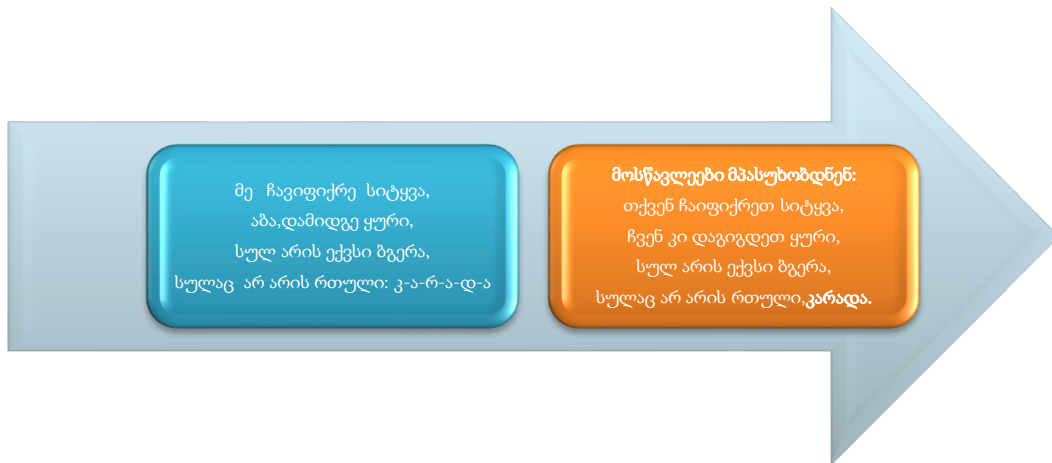 მე ჩავიფიქრე სიტყვა,
აბა,დამიდგე ყური,
სულ არის ექვსი ბგერა,
სულაც არ არის რთული: კ-ა-რ-ა-დ-ა
მოსწავლეები მპასუხობდნენ:
თქვენ ჩაიფიქრეთ სიტყვა,
ჩვენ კი დაგიგდეთ ყური,
სულ არის ექვსი ბგერა,
სულაც არ არის რთული,კარადა.